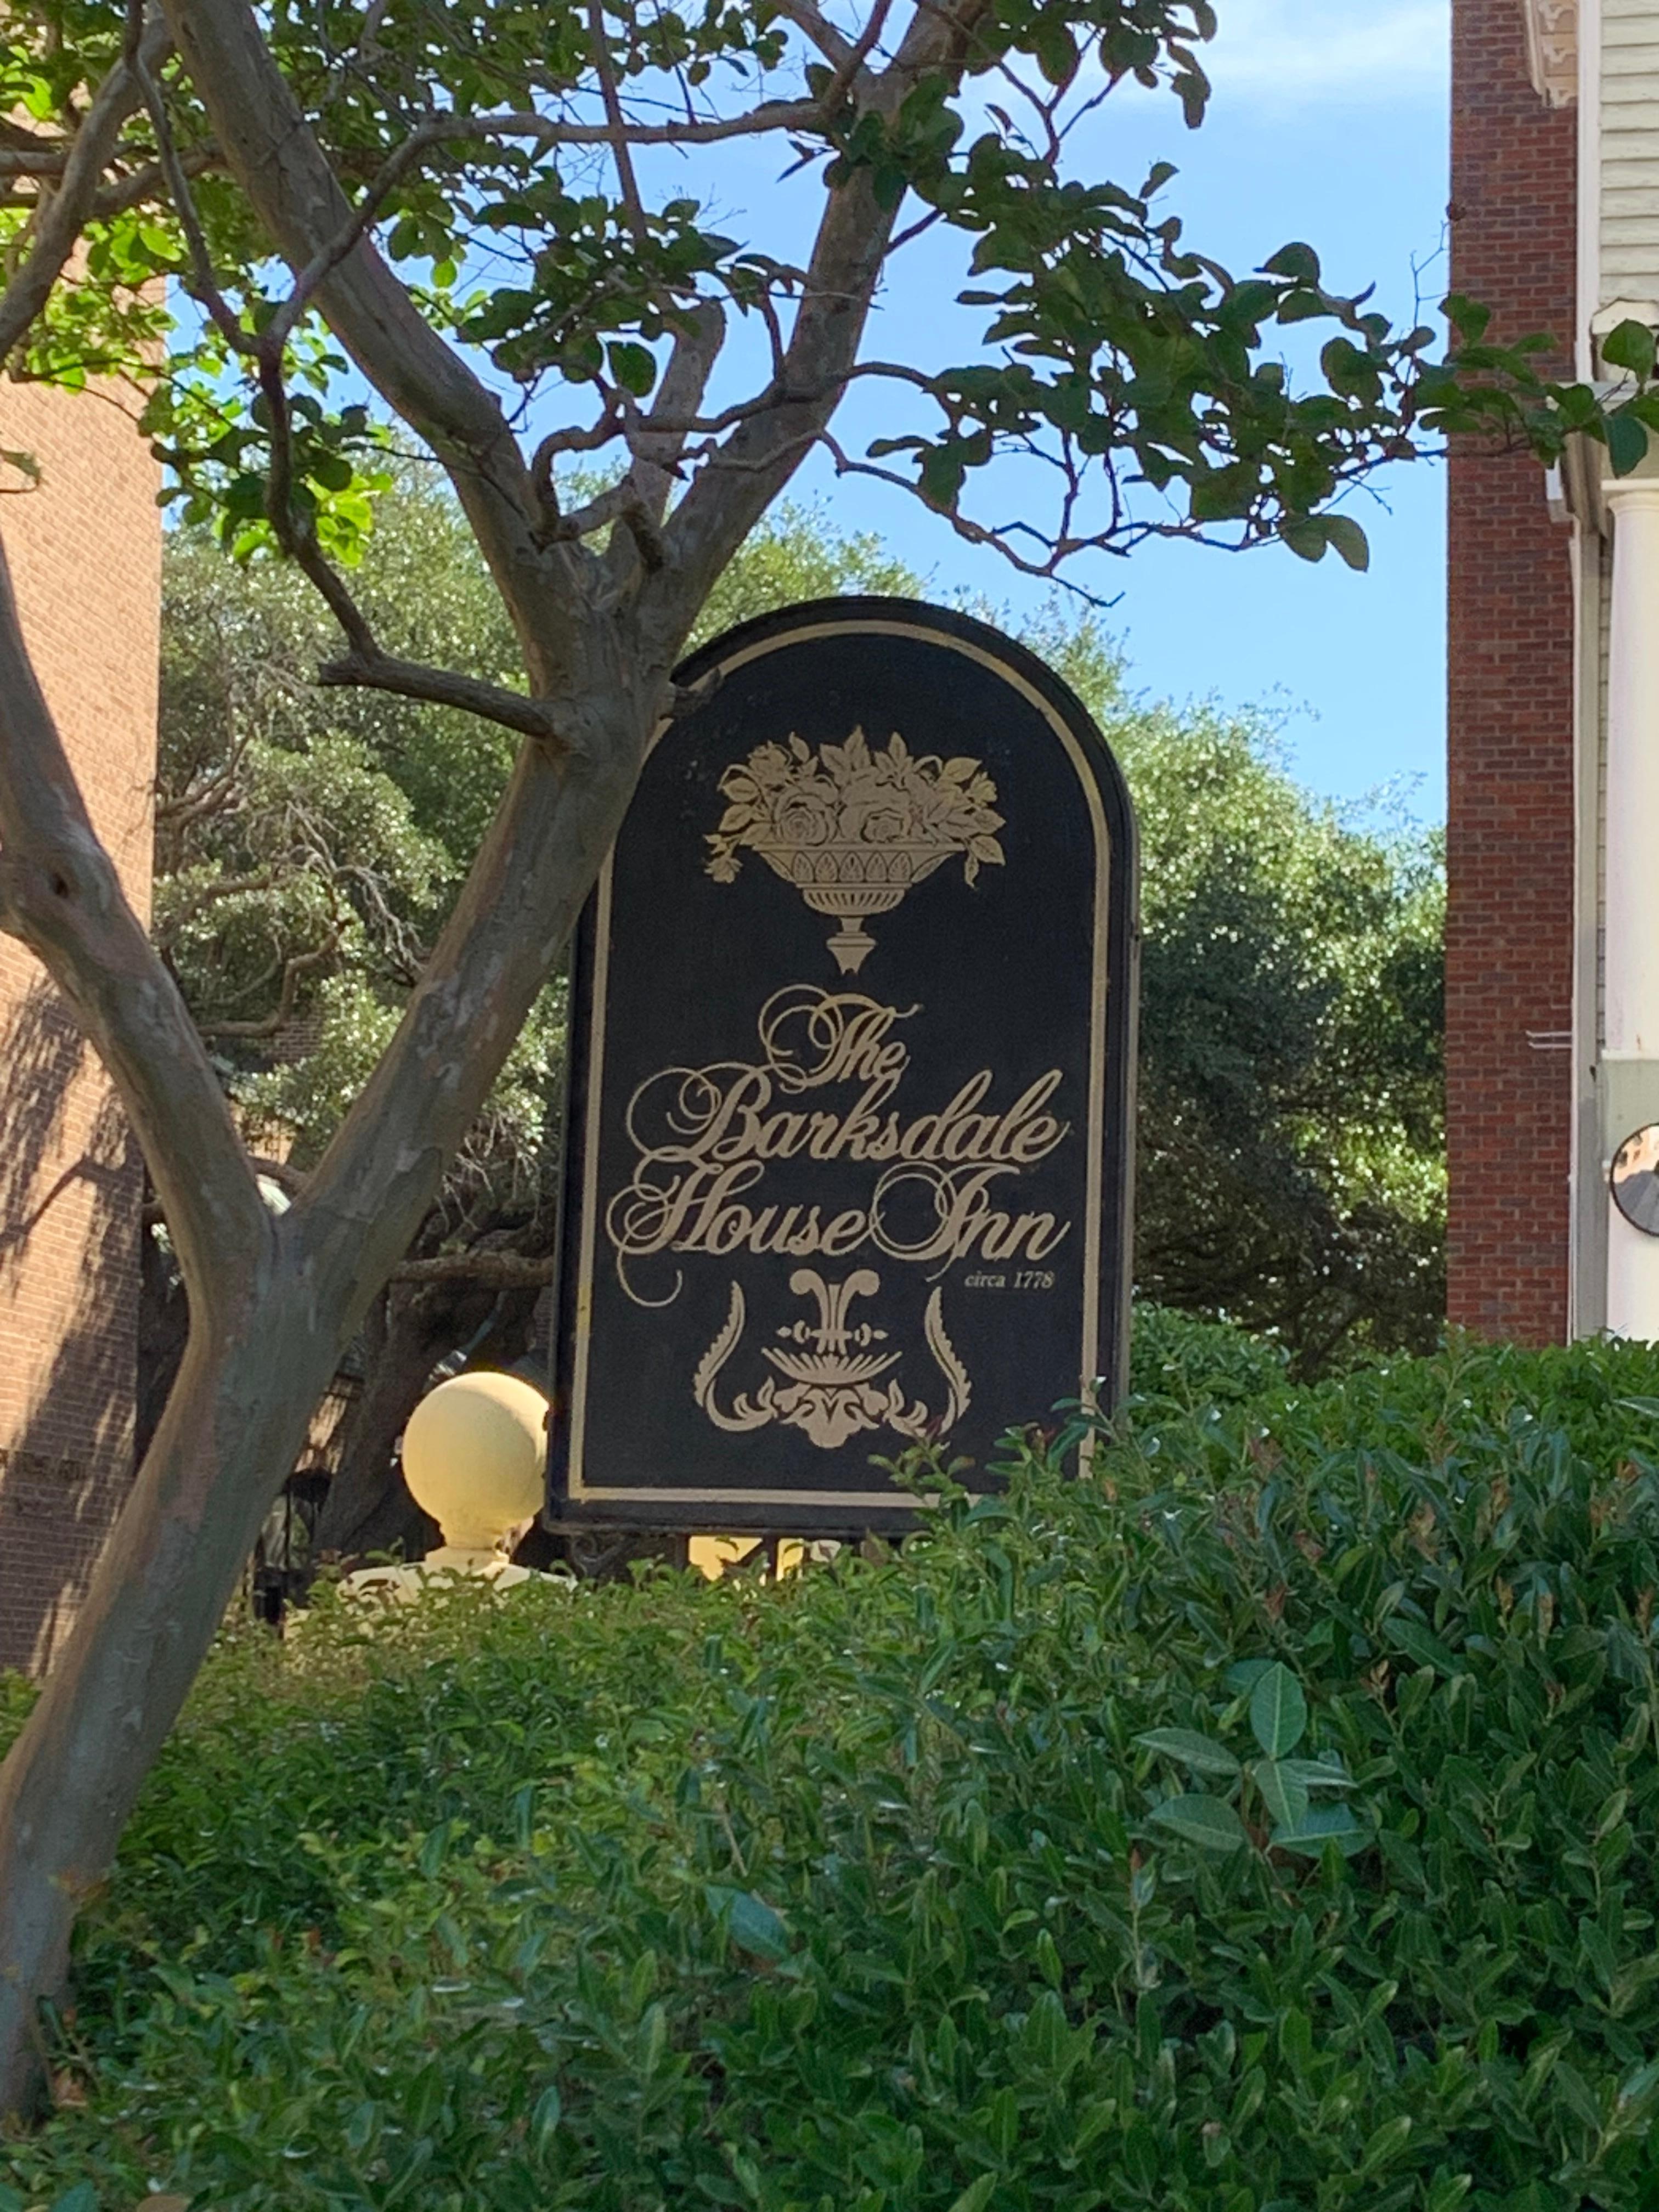 The
Barksdale
House Inn
circa 1778